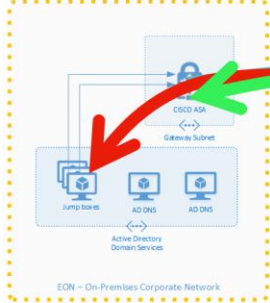 CISCO ASA
Gateway Subnet
Jump boxes
AD DNS
AD DNS
Active Directory
Domain Services
EON – On-Premises Corporate Network